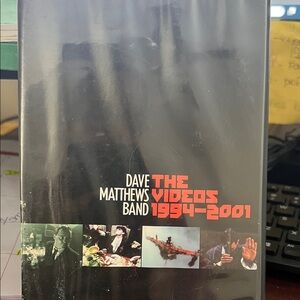 DAVE THE
MATTHEWS VIDEOS
BAND 1994-2001